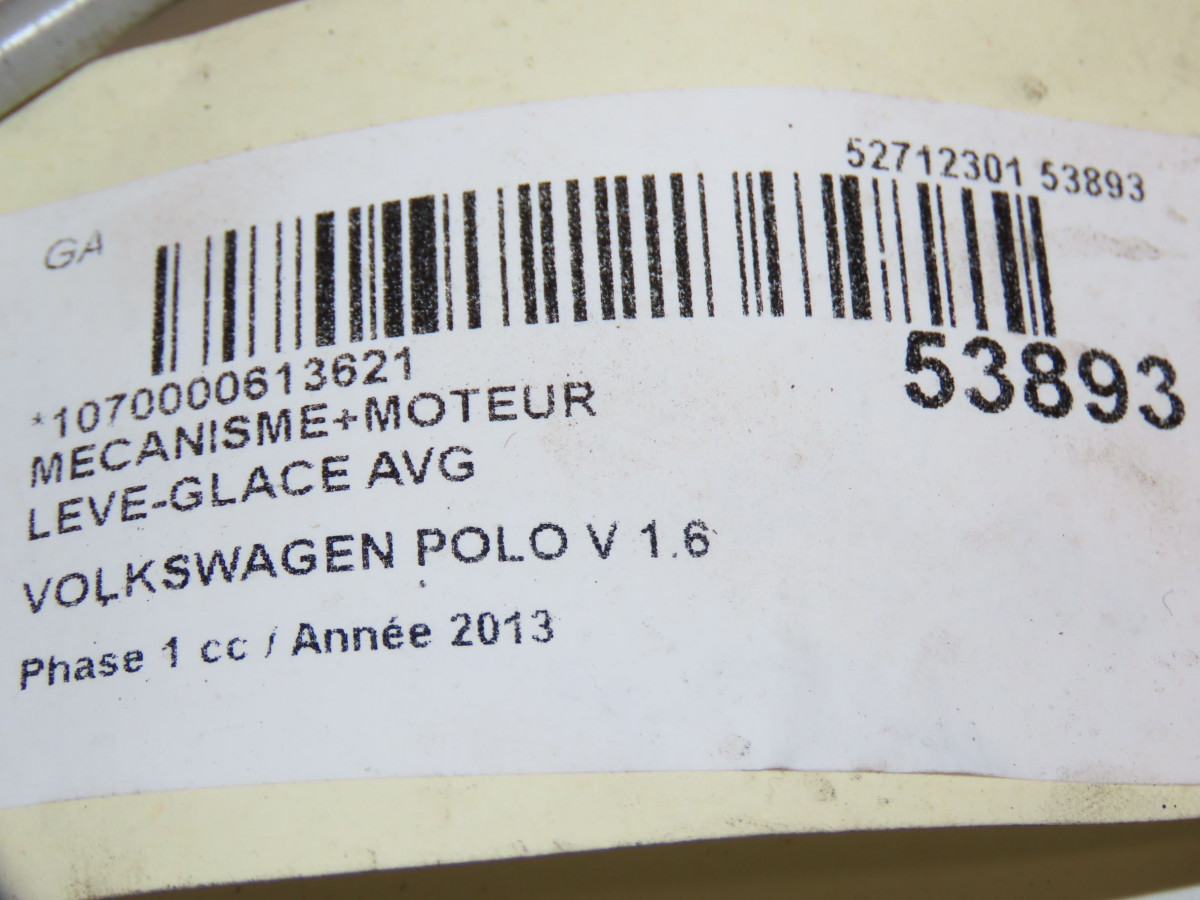 52712301 53893
GA
53893
*1070000613621
MECANISME+MOTEUR
LEVE-GLACE AVG
VOLKSWAGEN POLO V 1.6
Phase 1 cc / Année 2013